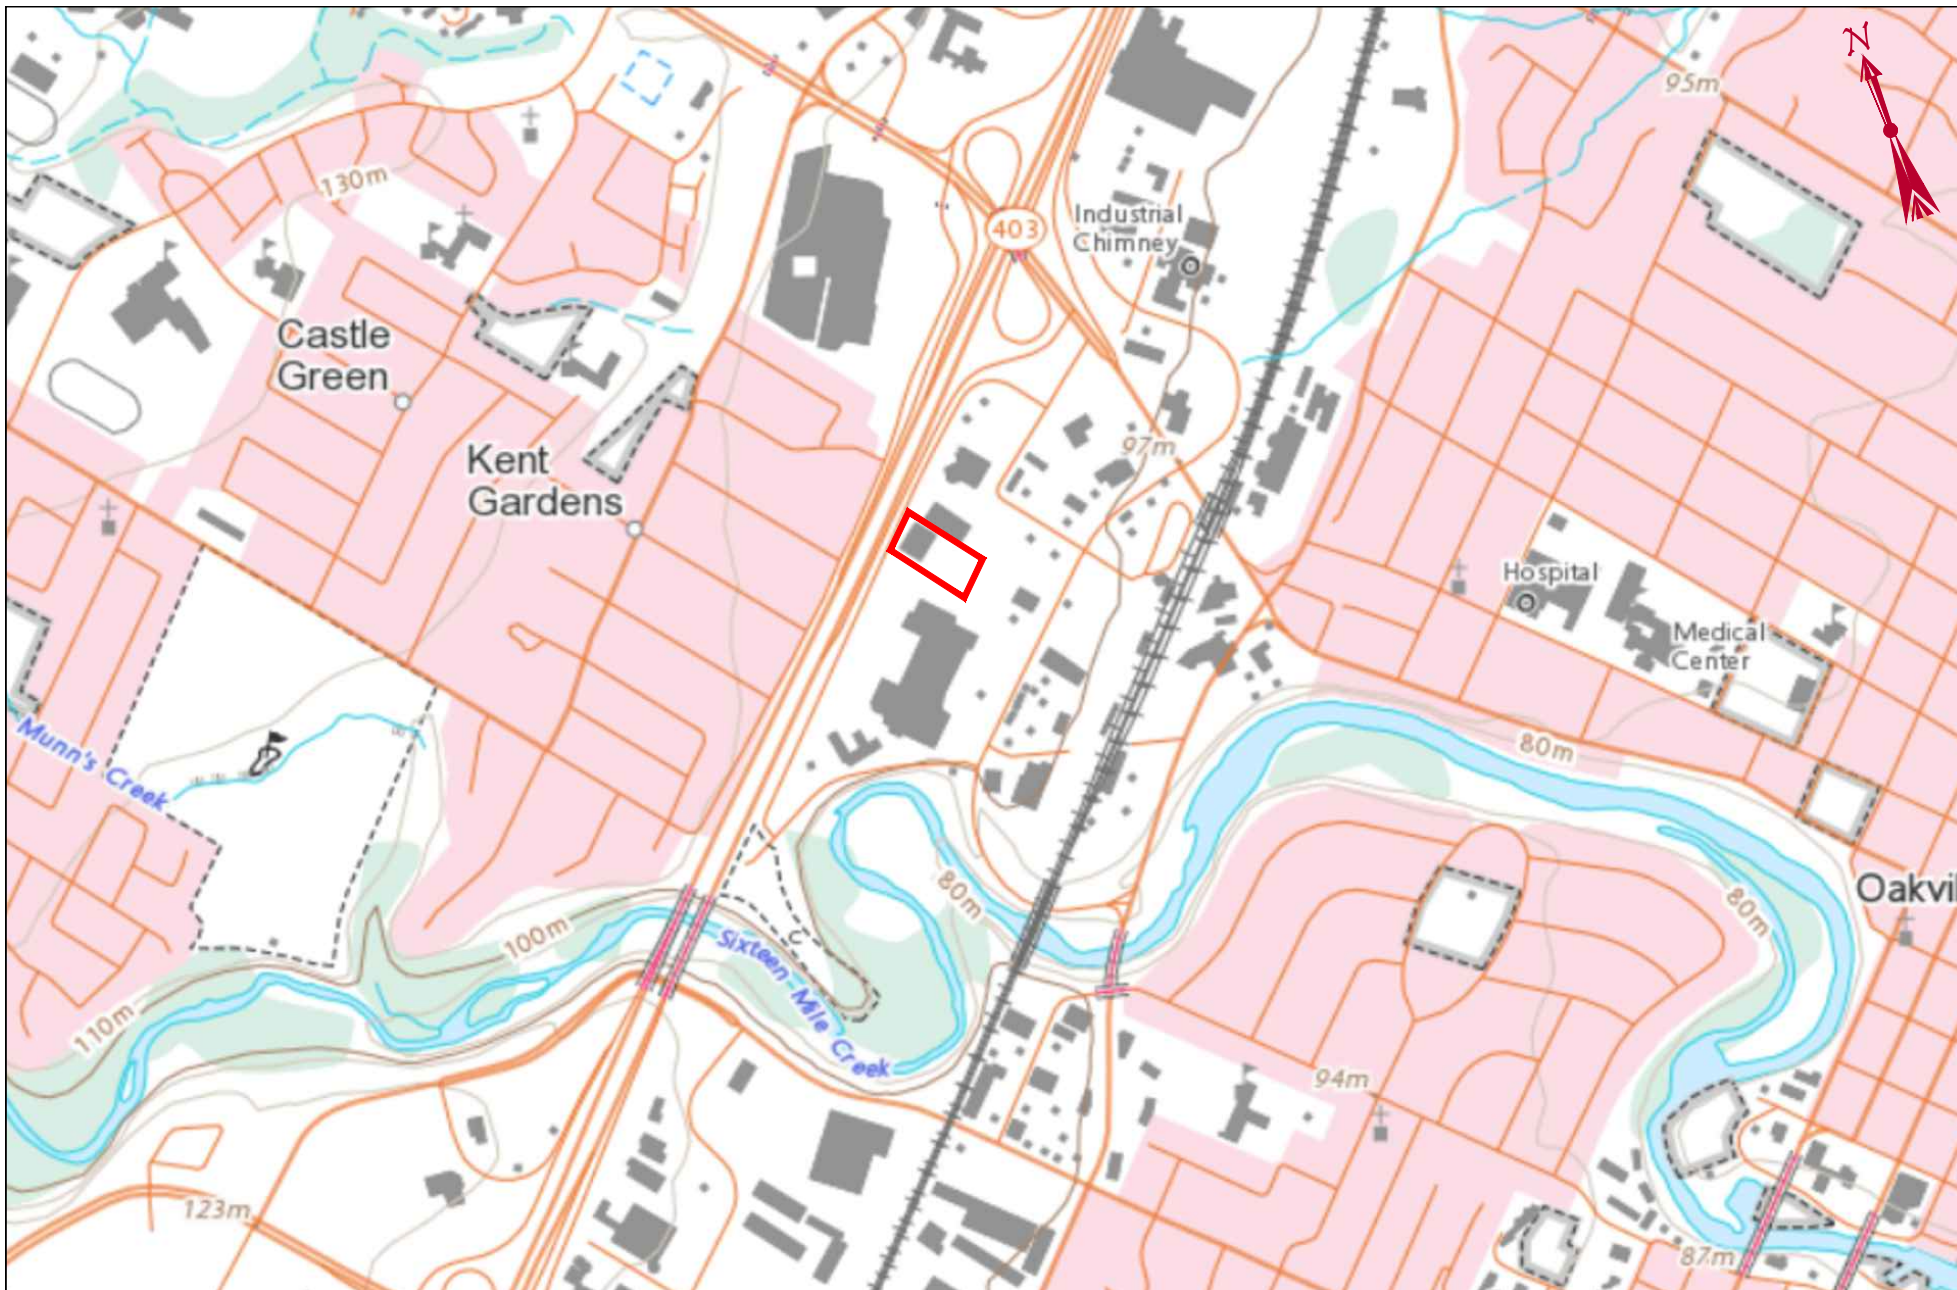 N
95m
130m
403
Industrial
Chimney
Castle
Green
97m
Kent
Gardens
Hospital
Medical
Center
Munn's Creek
80m
80m
80m
Oakvil
100m
Sixteen Mile Creek
110m
94m
123m
87m